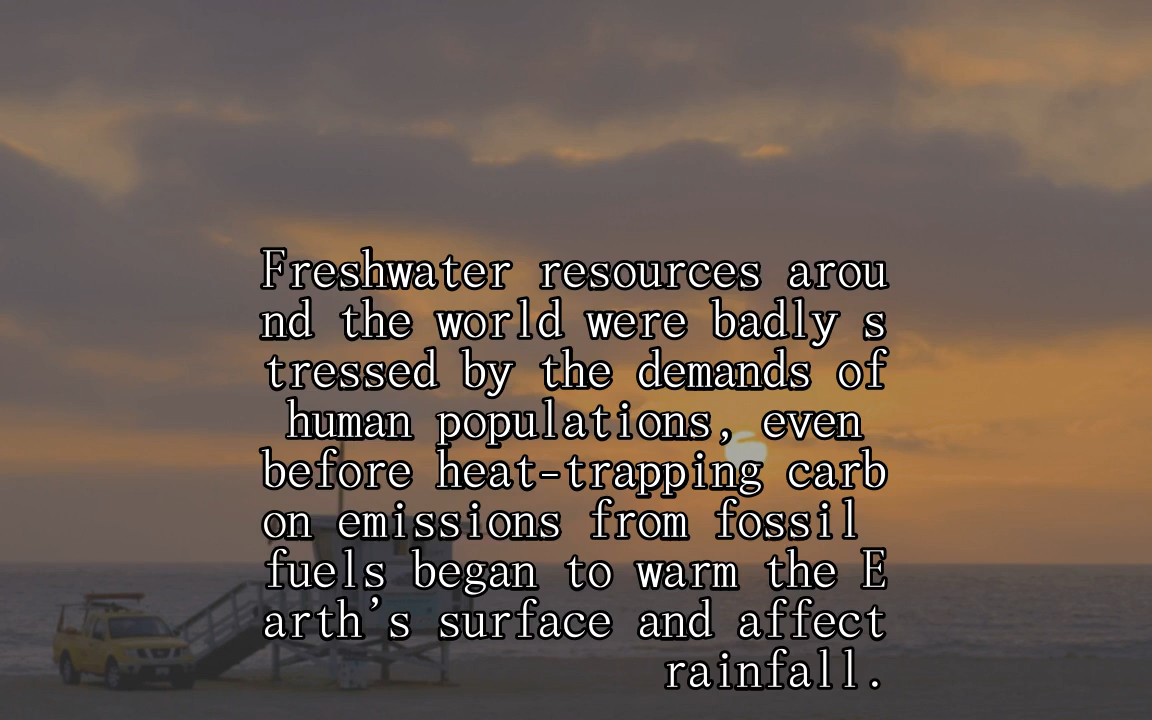 Freshwater resources arou
nd the world were badly s
tressed by the demands of
human populations, even
before heat-trapping carb
on emissions from fossil
fuels began to warm the E
arth’s surface and affect
rainfall.